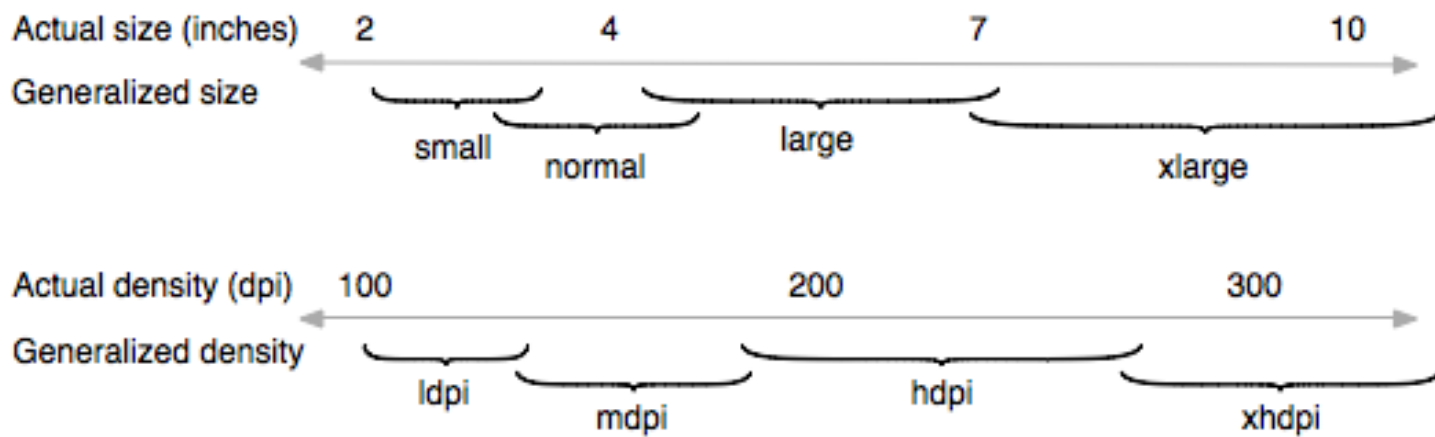 Actual size (inches) 2 4 7 10
Generalized size
small normal large xlarge
Actual density (dpi) 100 200 300
Generalized density
ldpi mdpi hdpi xhdpi